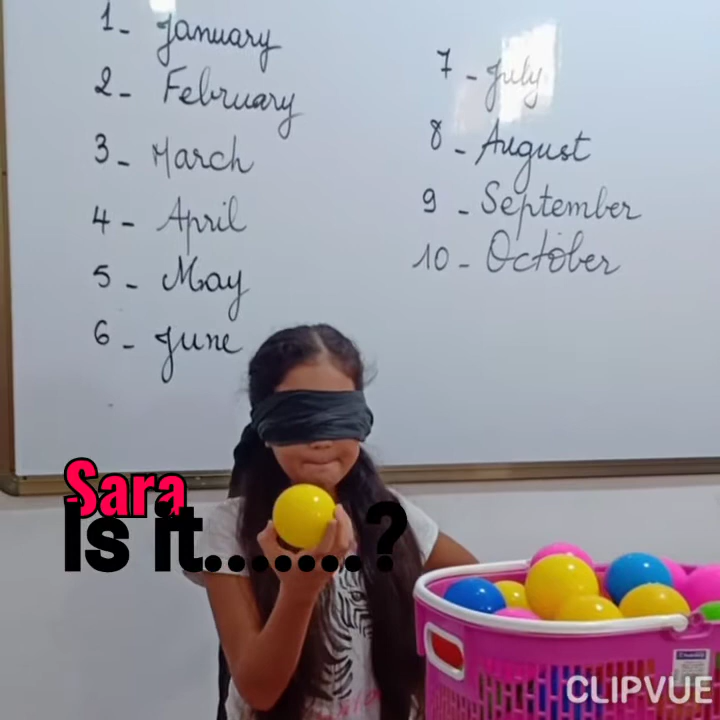 1- January
2- February
3- March
4- April
5- May
6- June
7- July
8- August
9- September
10- October
Sara
Is it.......?
CLIPVUE